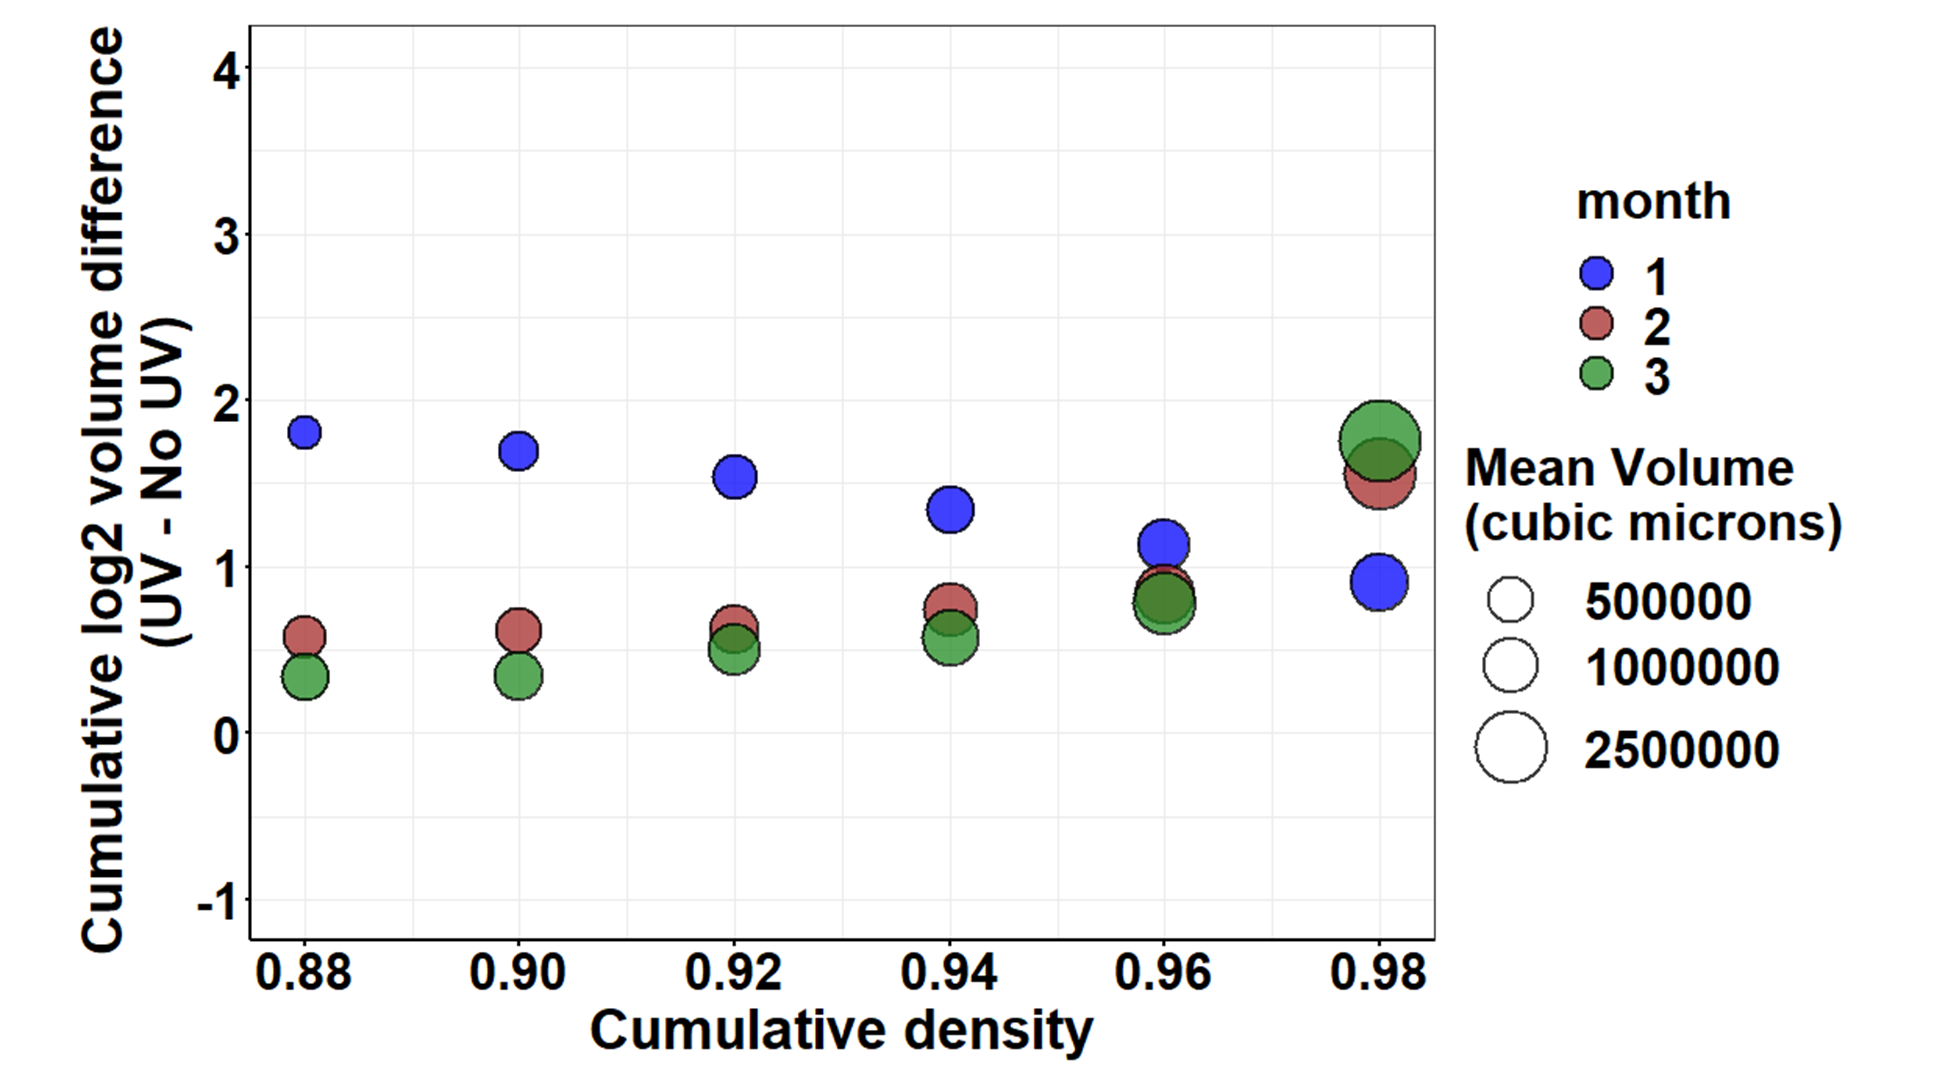 Cumulative log2 volume difference
(UV - No UV)
4
3
2
1
0
-1
0.88 0.90 0.92 0.94 0.96 0.98
Cumulative density
month
1
2
3
Mean Volume
(cubic microns)
500000
1000000
2500000